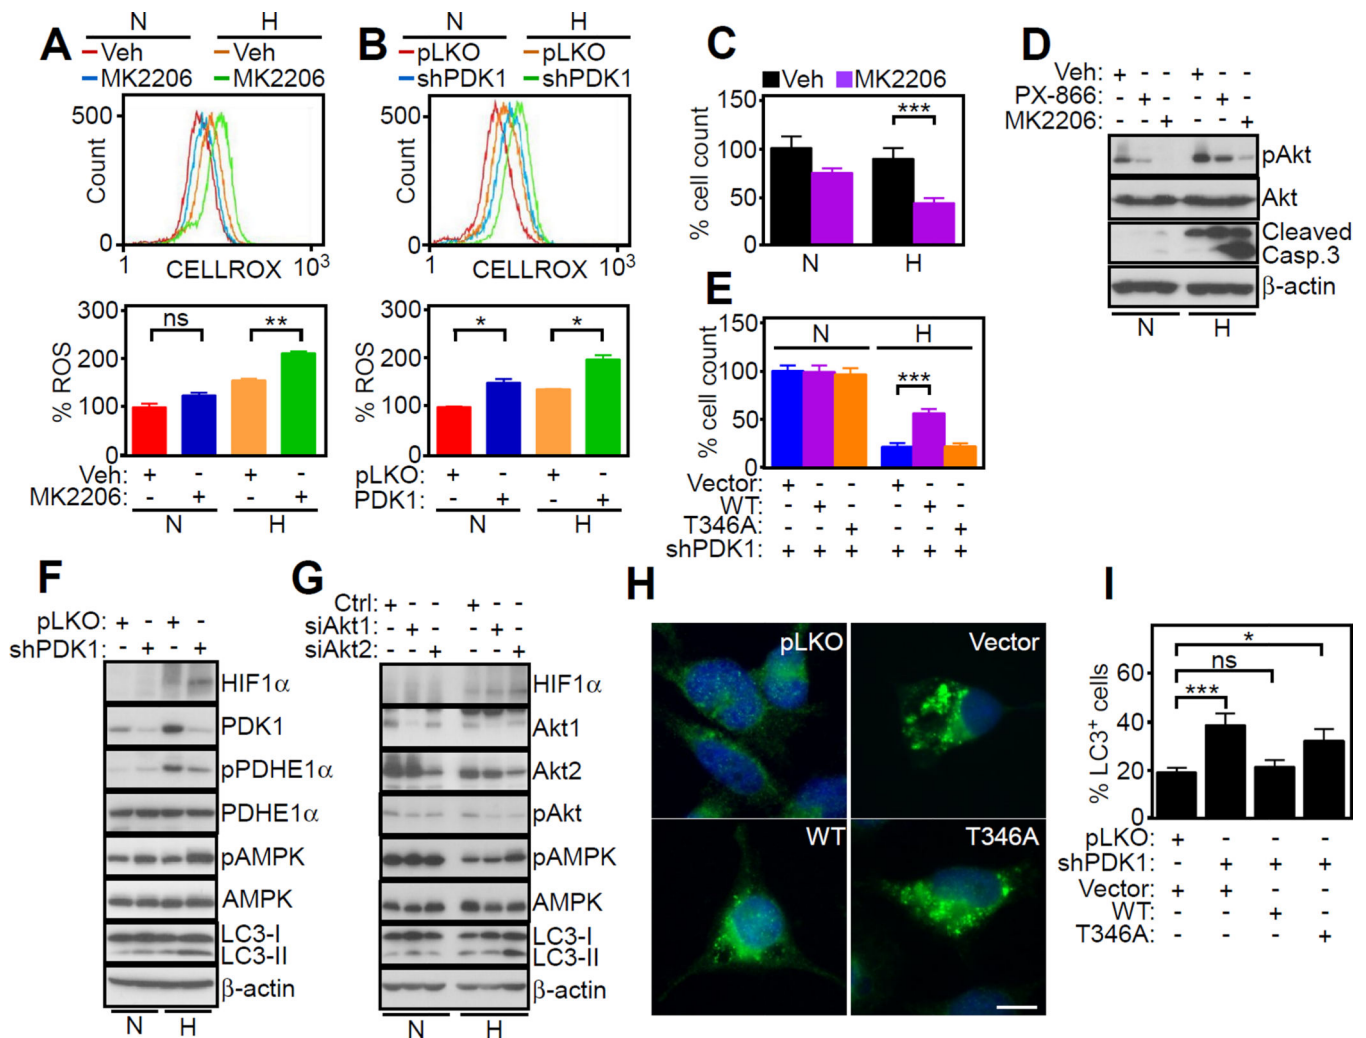 A
N H
Veh Veh
MK2206 MK2206
500
Count
0
1 CELLROX 10³
300
200
100
0
% ROS
ns **
Veh: + - + -
MK2206: - + - +
N H
B
N H
pLKO pLKO
shPDK1 shPDK1
500
Count
0
1 CELLROX 10³
300
200
100
0
% ROS
* *
pLKO: + - + -
PDK1: - + - +
N H
C
Veh MK2206
150
100
50
0
% cell count
***
N H
D
Veh: + - - + - -
PX-866: - + - - + -
MK2206: - - + - - +
pAkt
Akt
Cleaved
Casp.3
β-actin
N H
E
150
100
50
0
% cell count
N H
***
Vector: + - - + - -
WT: - + - - + -
T346A: - - + - - +
shPDK1: + + + + + +
F
pLKO: + - + -
shPDK1: - + - +
HIF1α
PDK1
pPDHE1α
PDHE1α
pAMPK
AMPK
LC3-I
LC3-II
β-actin
N H
G
Ctrl: + - - + - -
siAkt1: - + - - + -
siAkt2: - - + - - +
HIF1α
Akt1
Akt2
pAkt
pAMPK
AMPK
LC3-I
LC3-II
β-actin
N H
H
pLKO Vector
WT T346A
I
60
40
20
0
% LC3⁺ cells
*
ns
***
pLKO: + - - -
shPDK1: - + + +
Vector: + + - -
WT: - - + -
T346A: - - - +